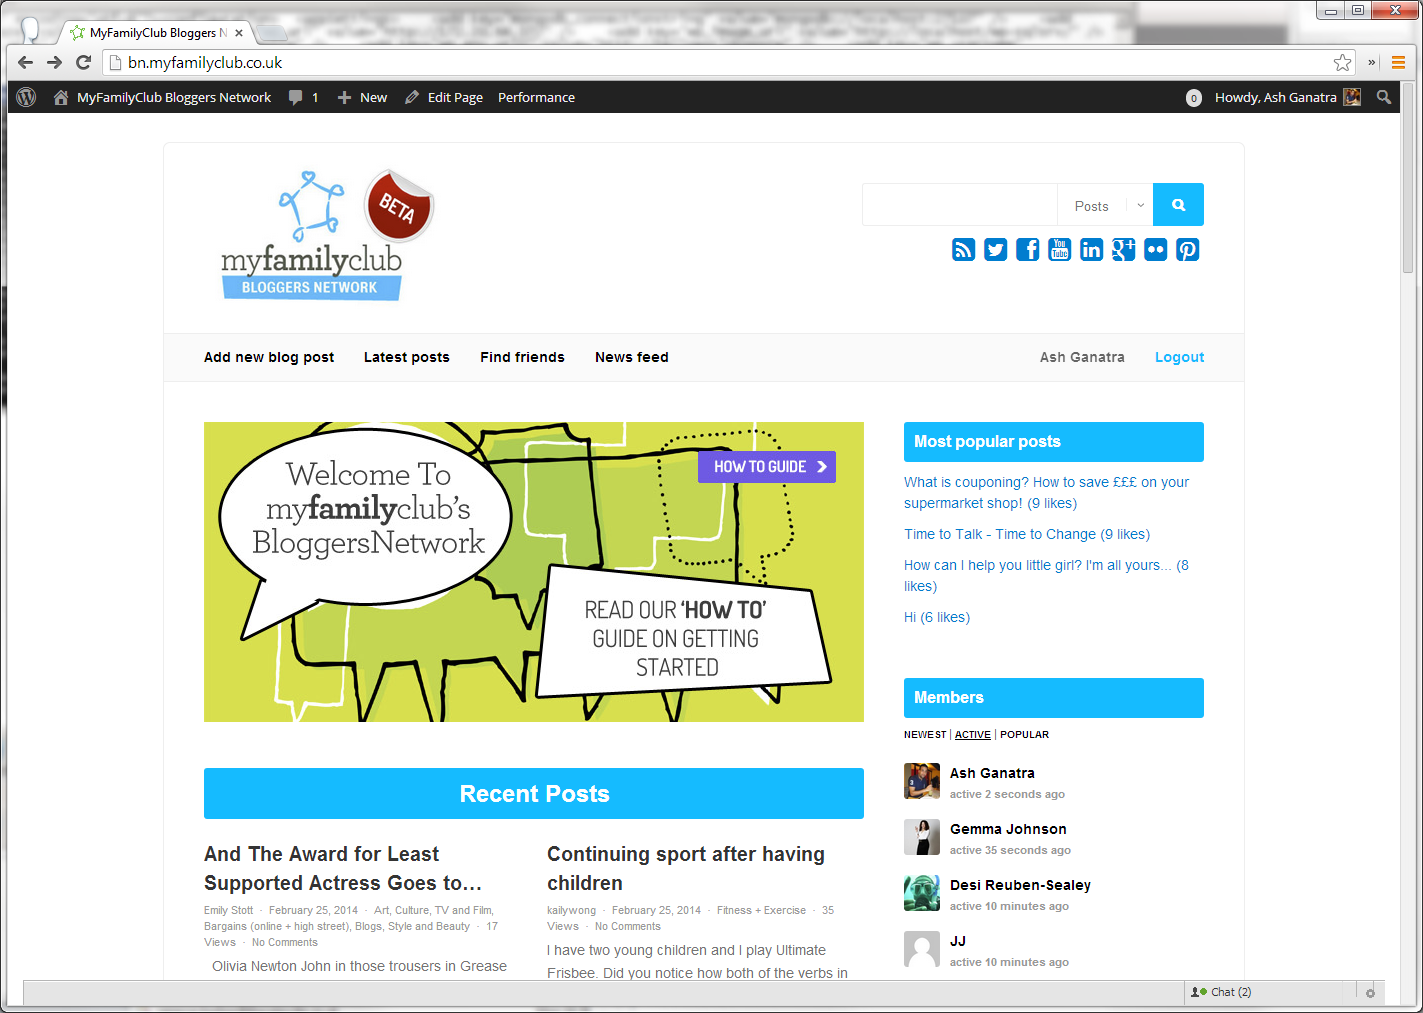 MyFamilyClub Bloggers N
bn.myfamilyclub.co.uk
MyFamilyClub Bloggers Network 1 New Edit Page Performance 0 Howdy, Ash Ganatra
BETA
myfamilyclub
BLOGGERS NETWORK
Posts
Add new blog post Latest posts Find friends News feed Ash Ganatra Logout
Welcome To
myfamilyclub's
BloggersNetwork
HOW TO GUIDE
READ OUR 'HOW TO'
GUIDE ON GETTING
STARTED
Most popular posts
What is couponing? How to save £££ on your
supermarket shop! (9 likes)
Time to Talk - Time to Change (9 likes)
How can I help you little girl? I'm all yours... (8
likes)
Hi (6 likes)
Members
NEWEST | ACTIVE | POPULAR
Ash Ganatra
active 2 seconds ago
Gemma Johnson
active 35 seconds ago
Desi Reuben-Sealey
active 10 minutes ago
JJ
active 10 minutes ago
Recent Posts
And The Award for Least
Supported Actress Goes to...
Emily Stott - February 25, 2014 - Art, Culture, TV and Film,
Bargains (online + high street), Blogs, Style and Beauty - 17
Views - No Comments
Olivia Newton John in those trousers in Grease
Continuing sport after having
children
kailywong - February 25, 2014 - Fitness + Exercise - 35
Views - No Comments
I have two young children and I play Ultimate
Frisbee. Did you notice how both of the verbs in
Chat (2)